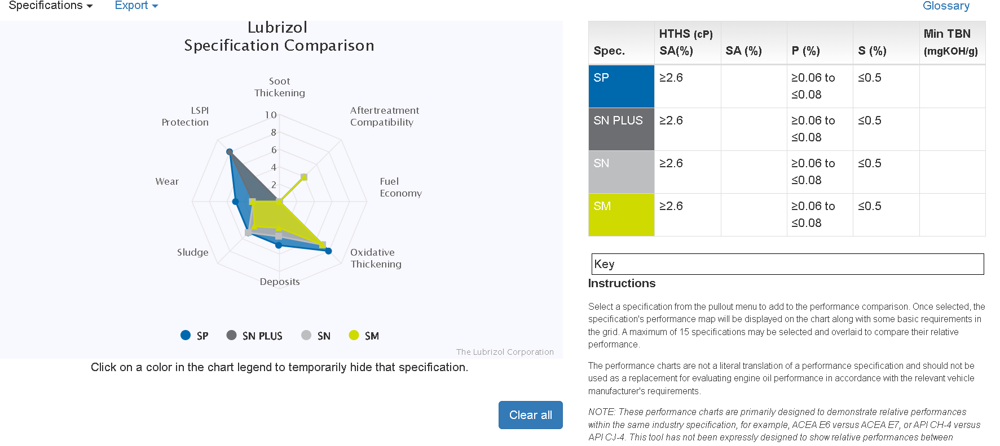 Specifications
Export
Glossary
Lubrizol
Specification Comparison
Soot
Thickening
LSPI
Protection
Aftertreatment
Compatibility
10
8
6
4
2
Wear
Fuel
Economy
Sludge
Oxidative
Thickening
Deposits
SP
SN PLUS
SN
SM
The Lubrizol Corporation
Click on a color in the chart legend to temporarily hide that specification.
Clear all
Spec.
HTHS (cP)
SA(%)
SA (%)
P (%)
S (%)
Min TBN
(mgKOH/g)
SP ≥2.6 ≥0.06 to ≤0.5
≤0.08
SN PLUS ≥2.6 ≥0.06 to ≤0.5
≤0.08
SN ≥2.6 ≥0.06 to ≤0.5
≤0.08
SM ≥2.6 ≥0.06 to ≤0.5
≤0.08
Key
Instructions
Select a specification from the pullout menu to add to the performance comparison. Once selected, the
specification's performance map will be displayed on the chart along with some basic requirements in
the grid. A maximum of 15 specifications may be selected and overlaid to compare their relative
performance.
The performance charts are not a literal translation of a performance specification and should not be
used as a replacement for evaluating engine oil performance in accordance with the relevant vehicle
manufacturer's requirements.
NOTE: These performance charts are primarily designed to demonstrate relative performances
within the same industry specification, for example, ACEA E6 versus ACEA E7, or API CH-4 versus
API CJ-4. This tool has not been expressly designed to show relative performances between